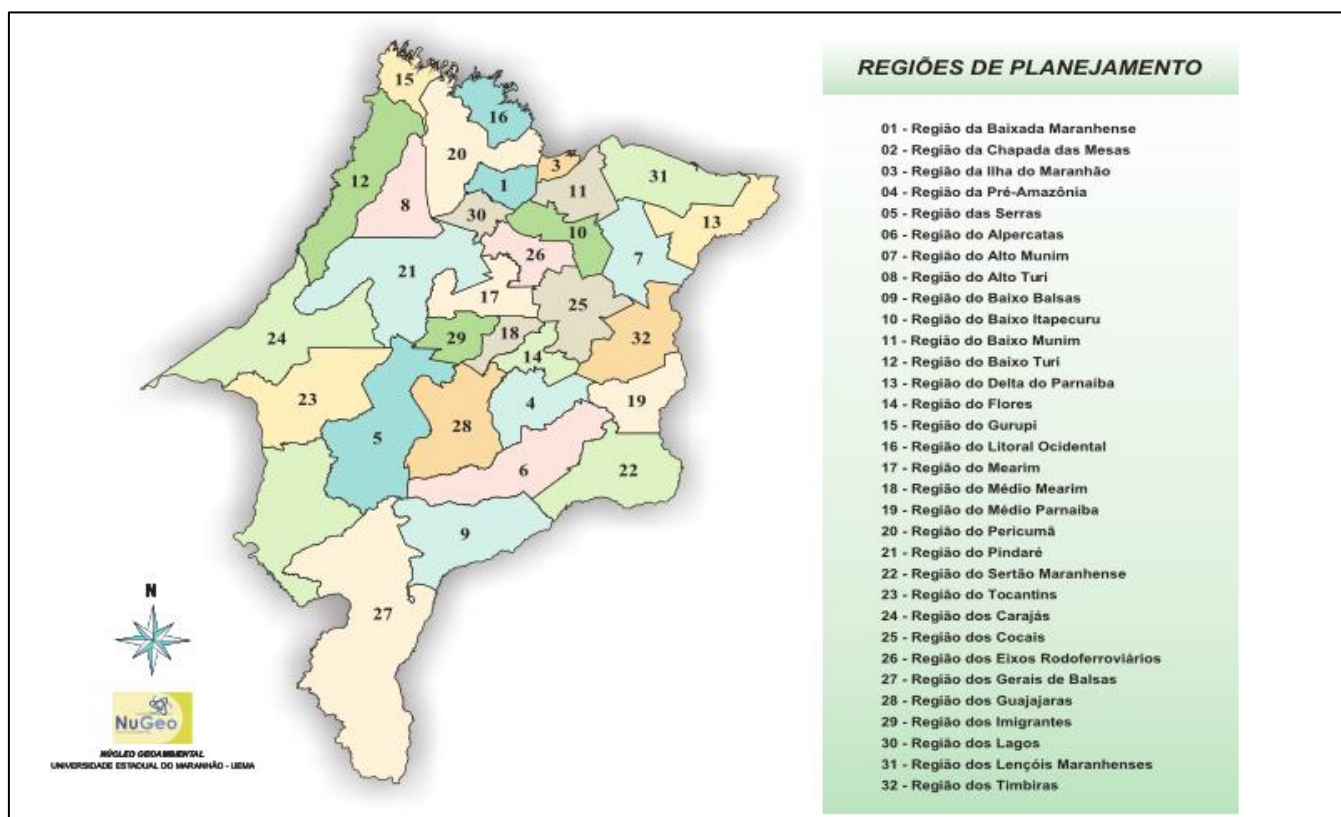 15
16
20
12
3
31
1
11
8
13
30
10
26
7
21
17
25
24
29
18
32
14
23
4
19
5
28
6
22
9
27
N
NuGeo
NÚCLEO GEOAMBIENTAL
UNIVERSIDADE ESTADUAL DO MARANHÃO - UEMA
REGIÕES DE PLANEJAMENTO
01 - Região da Baixada Maranhense
02 - Região da Chapada das Mesas
03 - Região da Ilha do Maranhão
04 - Região da Pré-Amazônia
05 - Região das Serras
06 - Região do Alpercatas
07 - Região do Alto Munim
08 - Região do Alto Turi
09 - Região do Baixo Balsas
10 - Região do Baixo Itapecuru
11 - Região do Baixo Munim
12 - Região do Baixo Turi
13 - Região do Delta do Parnaíba
14 - Região do Flores
15 - Região do Gurupi
16 - Região do Litoral Ocidental
17 - Região do Mearim
18 - Região do Médio Mearim
19 - Região do Médio Parnaíba
20 - Região do Pericumã
21 - Região do Pindaré
22 - Região do Sertão Maranhense
23 - Região do Tocantins
24 - Região dos Carajás
25 - Região dos Cocais
26 - Região dos Eixos Rodoferroviários
27 - Região dos Gerais de Balsas
28 - Região dos Guajajaras
29 - Região dos Imigrantes
30 - Região dos Lagos
31 - Região dos Lençóis Maranhenses
32 - Região dos Timbiras